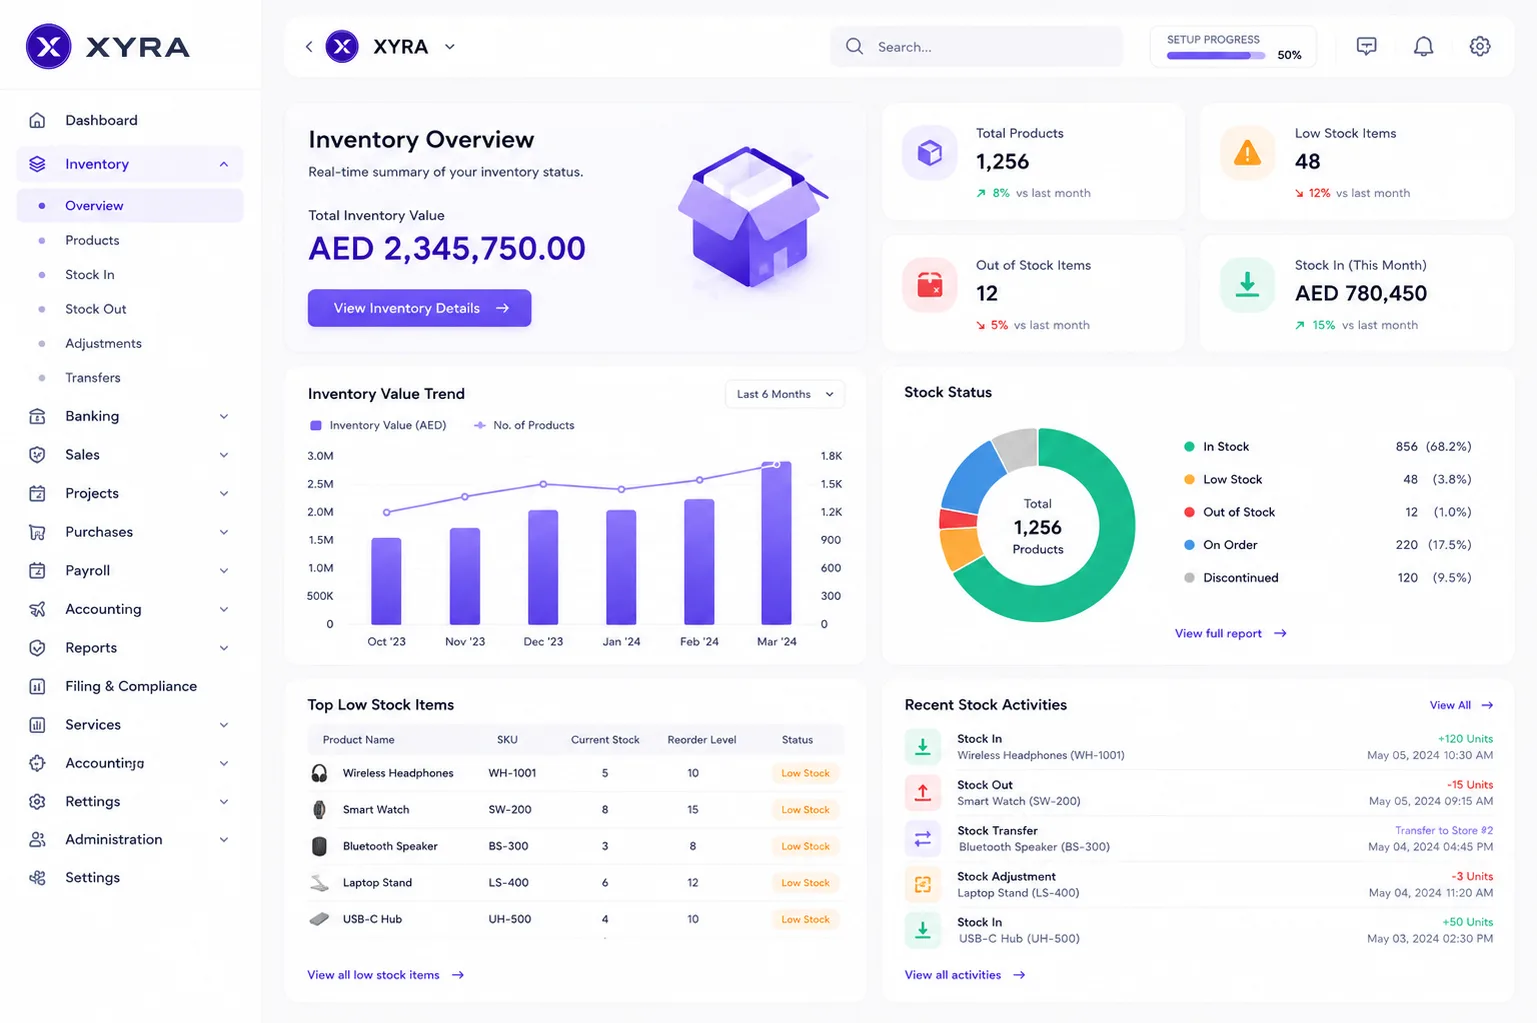 XYRA
Dashboard
Inventory
Overview
Products
Stock In
Stock Out
Adjustments
Transfers
Banking
Sales
Projects
Purchases
Payroll
Accounting
Reports
Filing & Compliance
Services
Rettings
Administration
Settings
XYRA
Search...
SETUP PROGRESS
50%
Inventory Overview
Real-time summary of your inventory status.
Total Inventory Value
AED 2,345,750.00
View Inventory Details
Total Products
1,256
8% vs last month
Low Stock Items
48
12% vs last month
Out of Stock Items
12
5% vs last month
Stock In (This Month)
AED 780,450
15% vs last month
Inventory Value Trend
Last 6 Months
Inventory Value (AED) No. of Products
3.0M 1.8K
2.5M 1.5K
2.0M 1.2K
1.5M 900
1.0M 600
500K 300
0 0
Oct '23 Nov '23 Dec '23 Jan '24 Feb '24 Mar '24
Stock Status
Total
1,256
Products
In Stock 856 (68.2%)
Low Stock 48 (3.8%)
Out of Stock 12 (1.0%)
On Order 220 (17.5%)
Discontinued 120 (9.5%)
View full report
Top Low Stock Items
Product Name SKU Current Stock Reorder Level Status
Wireless Headphones WH-1001 5 10 Low Stock
Smart Watch SW-200 8 15 Low Stock
Bluetooth Speaker BS-300 3 8 Low Stock
Laptop Stand LS-400 6 12 Low Stock
USB-C Hub UH-500 4 10 Low Stock
View all low stock items
Recent Stock Activities
View All
Stock In +120 Units
Wireless Headphones (WH-1001) May 05, 2024 10:30 AM
Stock Out -15 Units
Smart Watch (SW-200) May 05, 2024 09:15 AM
Stock Transfer Transfer to Store #2
Bluetooth Speaker (BS-300) May 04, 2024 04:45 PM
Stock Adjustment -3 Units
Laptop Stand (LS-400) May 04, 2024 11:20 AM
Stock In +50 Units
USB-C Hub (UH-500) May 03, 2024 02:30 PM
View all activities